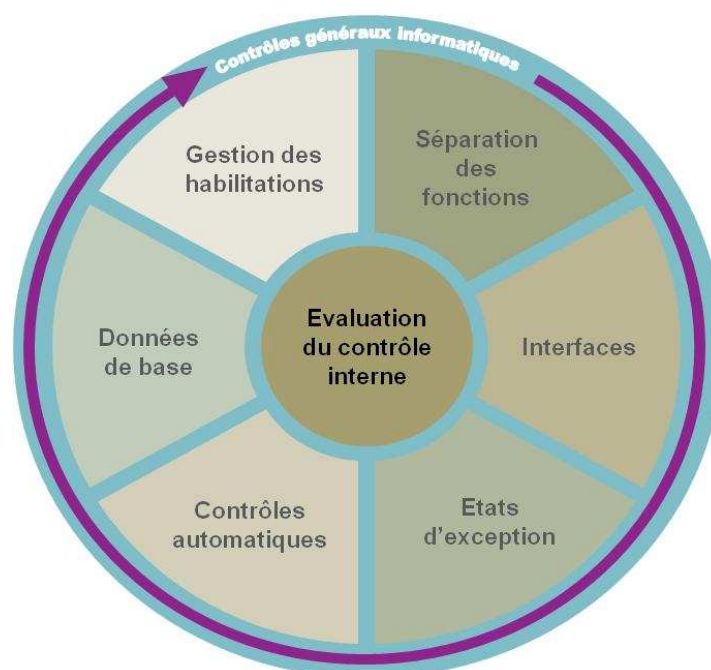 Contrôles généraux informatiques
Gestion des
habilitations
Séparation
des
fonctions
Données
de base
Evaluation
du contrôle
interne
Interfaces
Contrôles
automatiques
Etats
d'exception